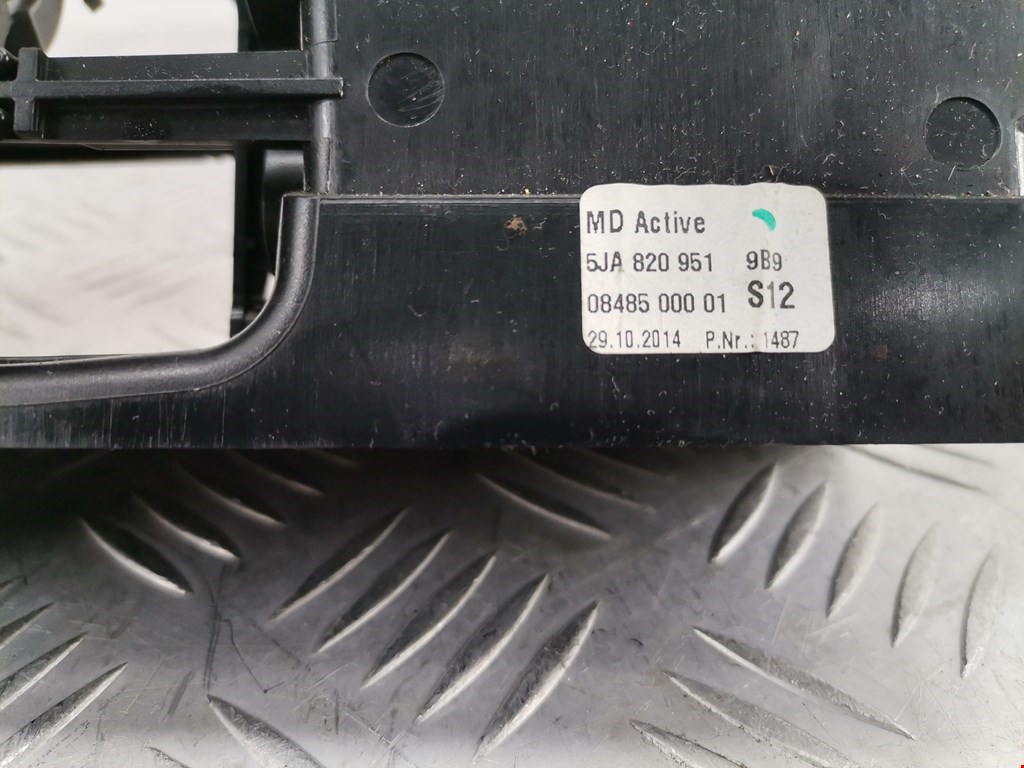 MD Active
5JA 820 951 9B9
08485 000 01 S12
29.10.2014 P.Nr.: 1487